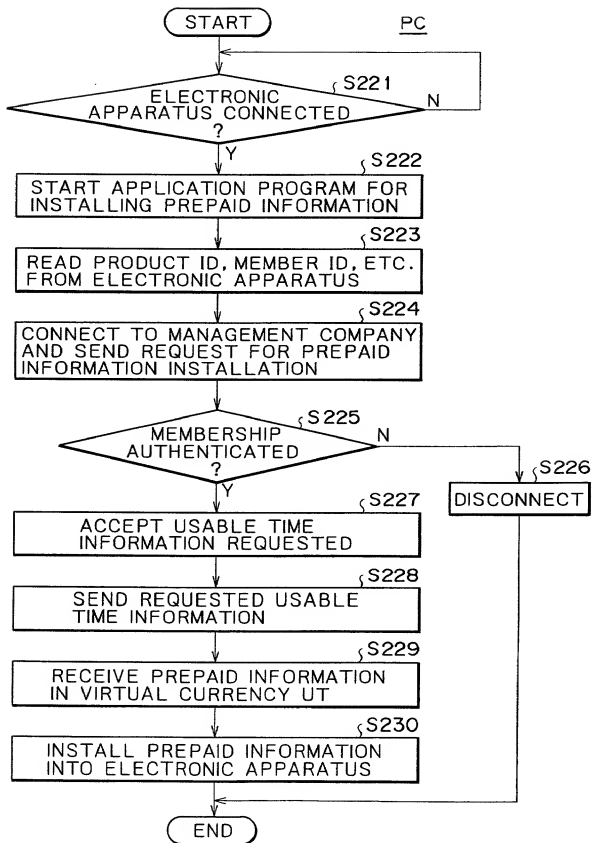 START
PC
S221
ELECTRONIC
APPARATUS CONNECTED
?
N
Y
S222
START APPLICATION PROGRAM FOR
INSTALLING PREPAID INFORMATION
S223
READ PRODUCT ID, MEMBER ID, ETC.
FROM ELECTRONIC APPARATUS
S224
CONNECT TO MANAGEMENT COMPANY
AND SEND REQUEST FOR PREPAID
INFORMATION INSTALLATION
S225
MEMBERSHIP
AUTHENTICATED
?
N
Y
S226
DISCONNECT
S227
ACCEPT USABLE TIME
INFORMATION REQUESTED
S228
SEND REQUESTED USABLE
TIME INFORMATION
S229
RECEIVE PREPAID INFORMATION
IN VIRTUAL CURRENCY UT
S230
INSTALL PREPAID INFORMATION
INTO ELECTRONIC APPARATUS
END